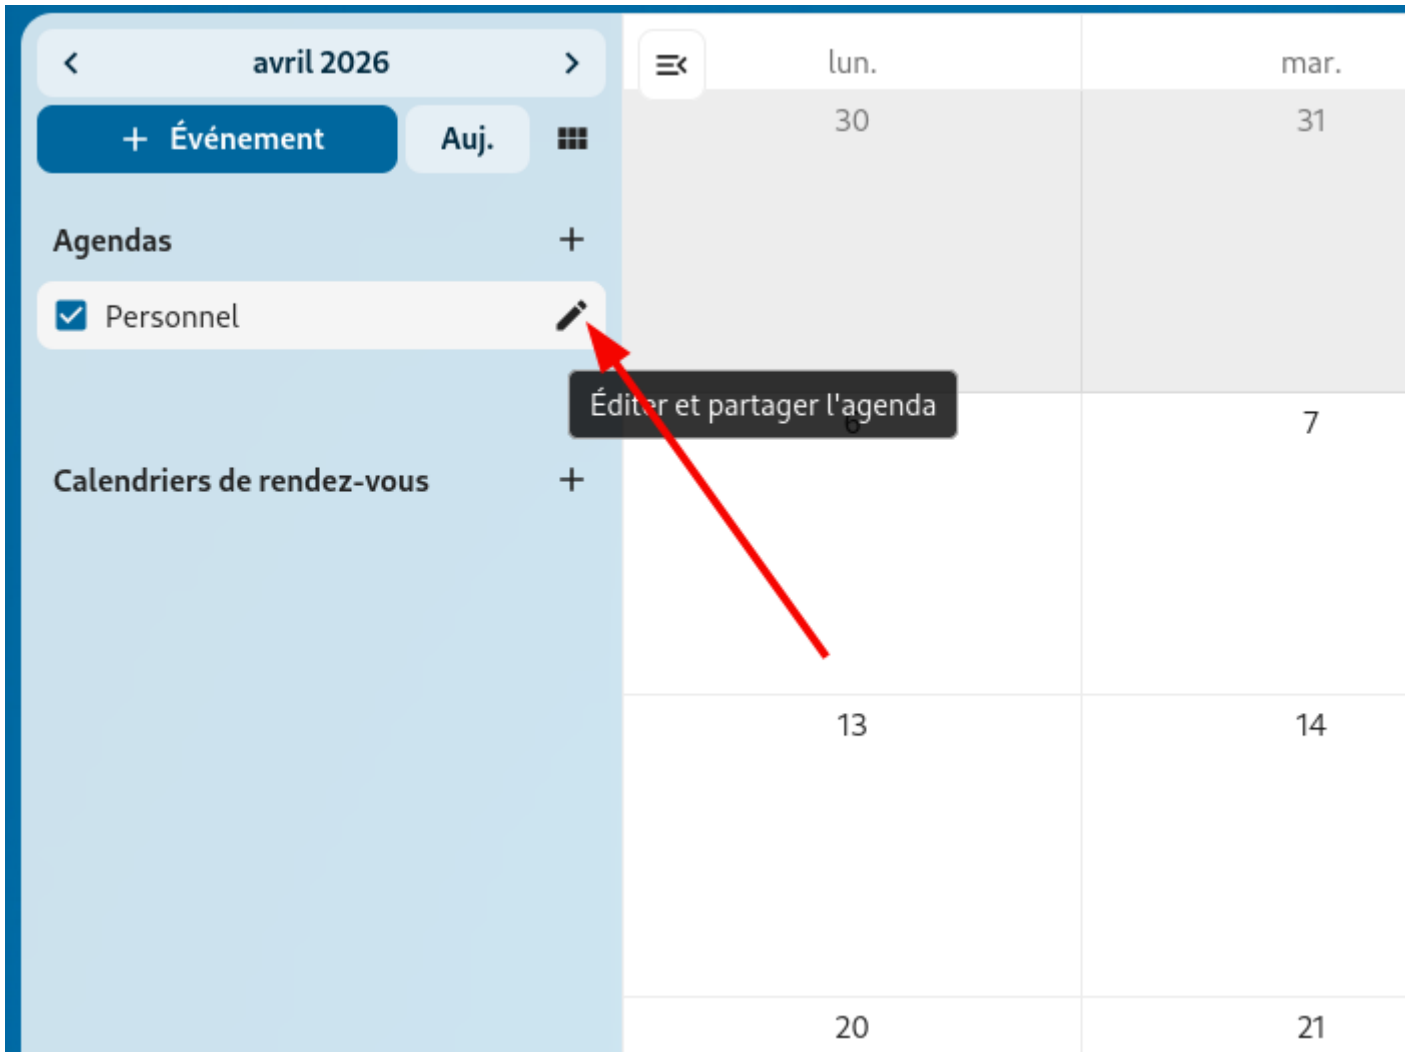 avril 2026
lun.
mar.
+ Événement
Auj.
30
31
Agendas
Personnel
Éditer et partager l'agenda
6
7
Calendriers de rendez-vous
13
14
20
21